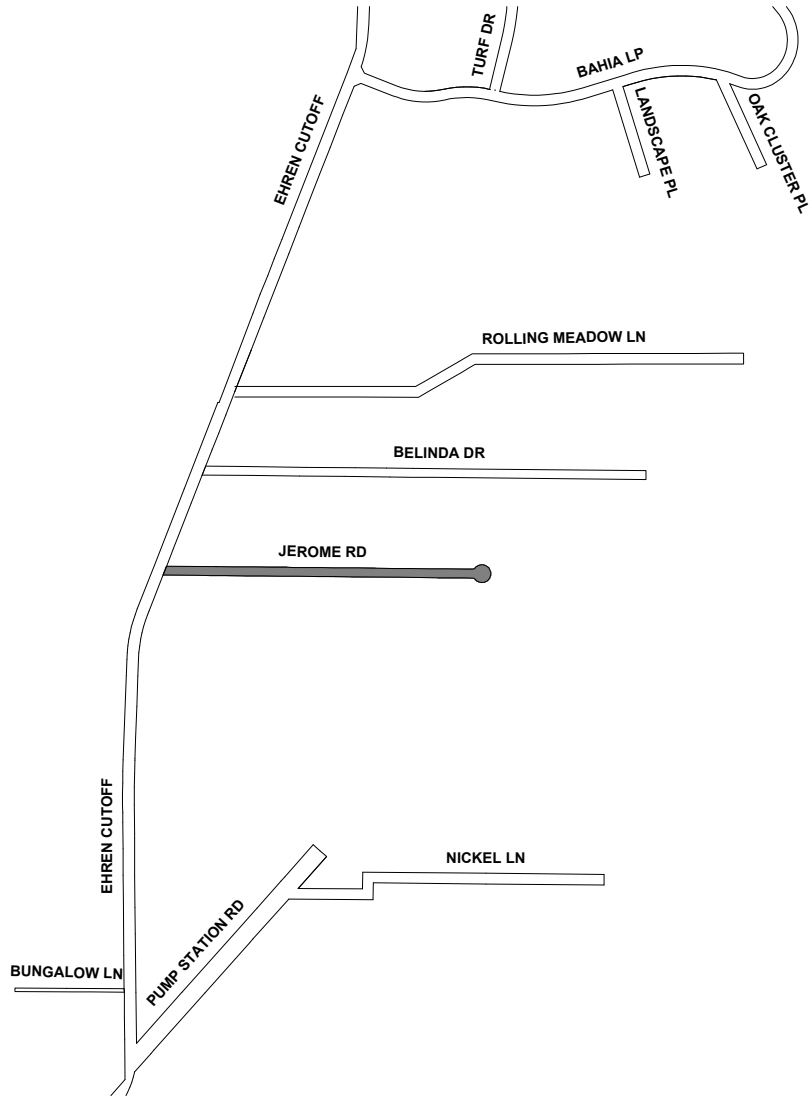 TURF DR
BAHIA LP
LANDSCAPE PL
OAK CLUSTER PL
EHREN CUTOFF
ROLLING MEADOW LN
BELINDA DR
JEROME RD
EHREN CUTOFF
NICKEL LN
PUMP STATION RD
BUNGALOW LN